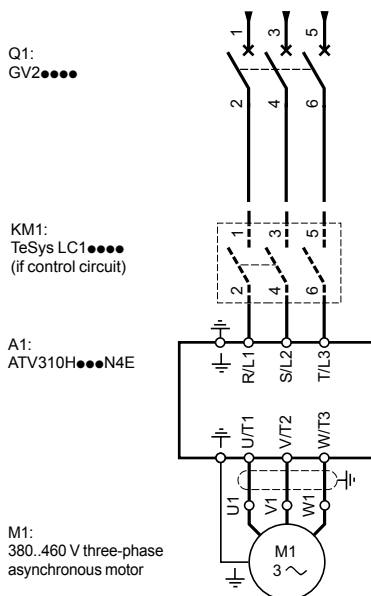 1 3 5
Q1:
GV2●●●●
2 4 6
KM1:
TeSys LC1●●●●
(if control circuit)
1 3 5
2 4 6
A1:
ATV310H●●●N4E
R/L1 S/L2 T/L3
U/T1 V/T2 W/T3
U1 V1 W1
M1:
380..460 V three-phase
asynchronous motor
M1
3